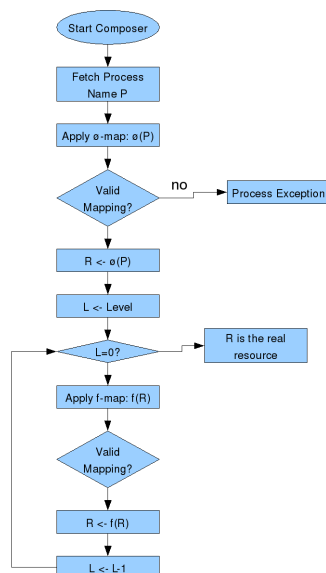 Start Composer
Fetch Process
Name P
Apply ø-map: ø(P)
Valid
Mapping?
no
Process Exception
R <- ø(P)
L <- Level
L=0?
R is the real
resource
Apply f-map: f(R)
Valid
Mapping?
R <- f(R)
L <- L-1